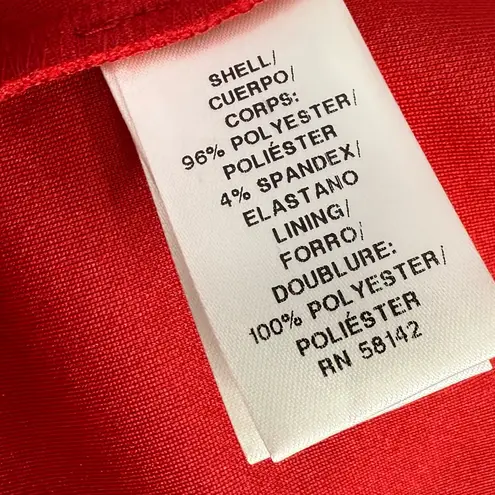 SHELL/
CUERPO/
CORPS:
96% POLYESTER/
POLIÉSTER
4% SPANDEX/
ELASTANO
LINING/
FORRO/
DOUBLURE:
100% POLYESTER/
POLIÉSTER
RN 58142